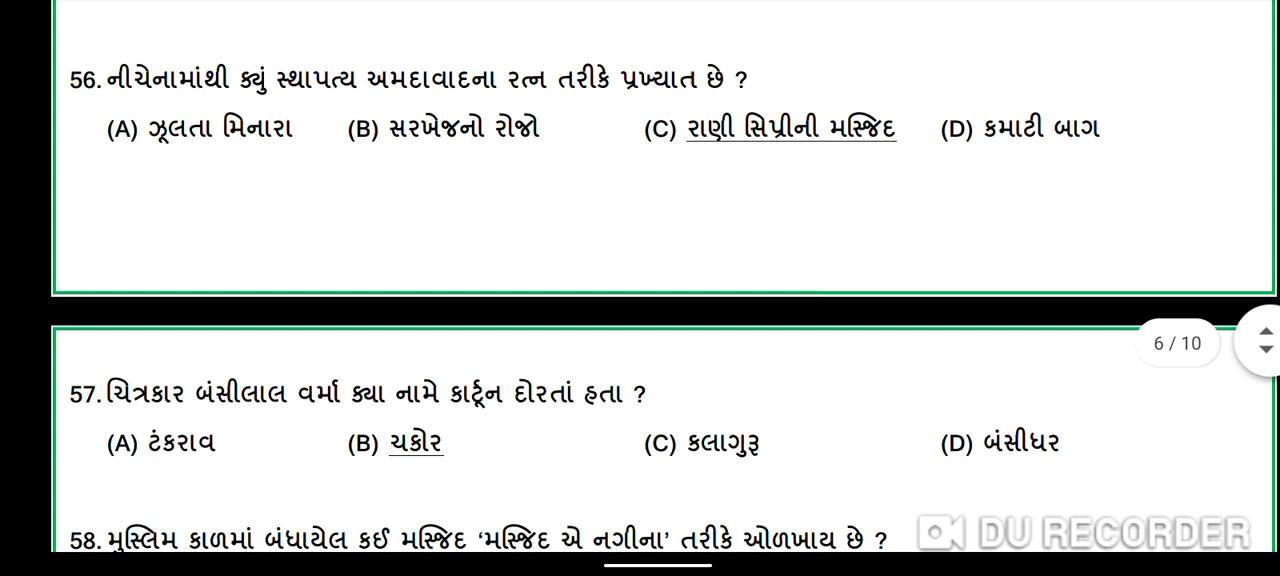 56. નીચેનામાંથી ક્યું સ્થાપત્ય અમદાવાદના રત્ન તરીકે પ્રખ્યાત છે ?
(A) ઝૂલતા મિનારા (B) સરખેજનો રોજો (C) રાણી સિપ્રીની મસ્જિદ (D) કમાટી બાગ
6 / 10
57. ચિત્રકાર બંસીલાલ વર્મા ક્યા નામે કાર્ટૂન દોરતાં હતા ?
(A) ટંકરાવ (B) ચકોર (C) કલાગુરૂ (D) બંસીધર
58. મુસ્લિમ કાળમાં બંધાયેલ કઈ મસ્જિદ ‘મસ્જિદ એ નગીના’ તરીકે ઓળખાય છે ?
DU RECORDER